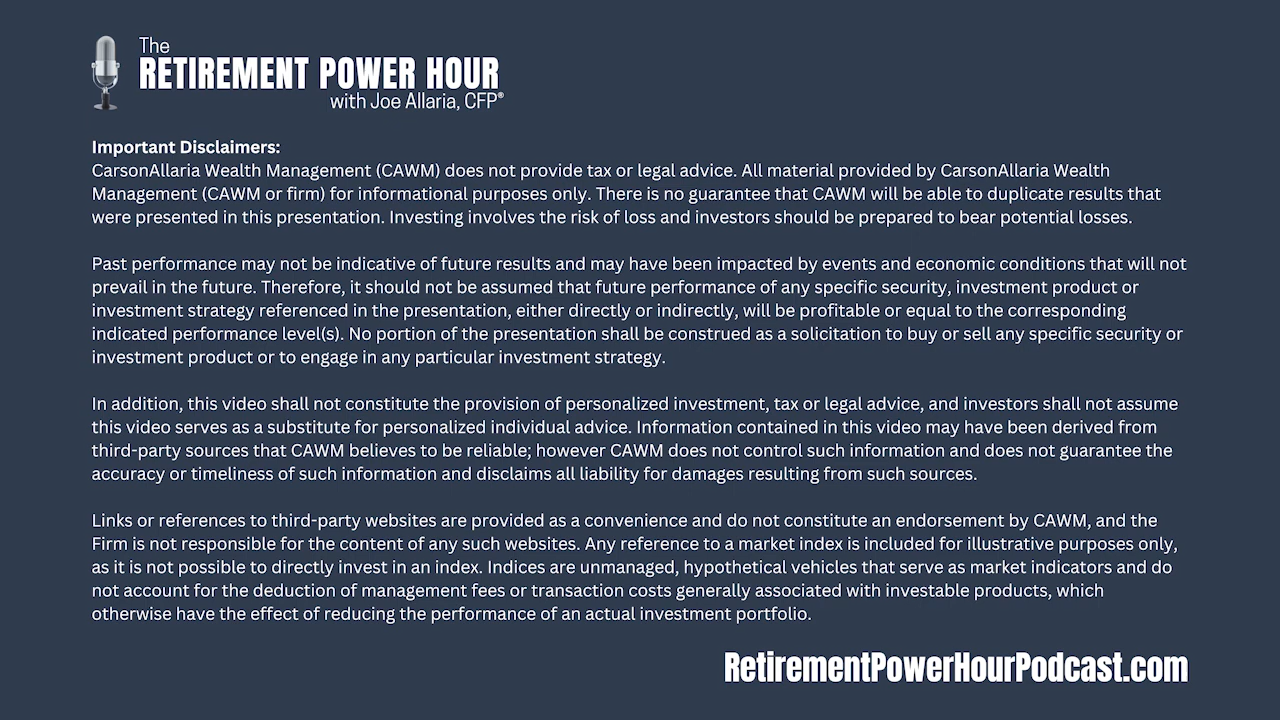 The
RETIREMENT POWER HOUR
with Joe Allaria, CFP®
Important Disclaimers:
CarsonAllaria Wealth Management (CAWM) does not provide tax or legal advice. All material provided by CarsonAllaria Wealth
Management (CAWM or firm) for informational purposes only. There is no guarantee that CAWM will be able to duplicate results that
were presented in this presentation. Investing involves the risk of loss and investors should be prepared to bear potential losses.
Past performance may not be indicative of future results and may have been impacted by events and economic conditions that will not
prevail in the future. Therefore, it should not be assumed that future performance of any specific security, investment product or
investment strategy referenced in the presentation, either directly or indirectly, will be profitable or equal to the corresponding
indicated performance level(s). No portion of the presentation shall be construed as a solicitation to buy or sell any specific security or
investment product or to engage in any particular investment strategy.
In addition, this video shall not constitute the provision of personalized investment, tax or legal advice, and investors shall not assume
this video serves as a substitute for personalized individual advice. Information contained in this video may have been derived from
third-party sources that CAWM believes to be reliable; however CAWM does not control such information and does not guarantee the
accuracy or timeliness of such information and disclaims all liability for damages resulting from such sources.
Links or references to third-party websites are provided as a convenience and do not constitute an endorsement by CAWM, and the
Firm is not responsible for the content of any such websites. Any reference to a market index is included for illustrative purposes only,
as it is not possible to directly invest in an index. Indices are unmanaged, hypothetical vehicles that serve as market indicators and do
not account for the deduction of management fees or transaction costs generally associated with investable products, which
otherwise have the effect of reducing the performance of an actual investment portfolio.
RetirementPowerHourPodcast.com